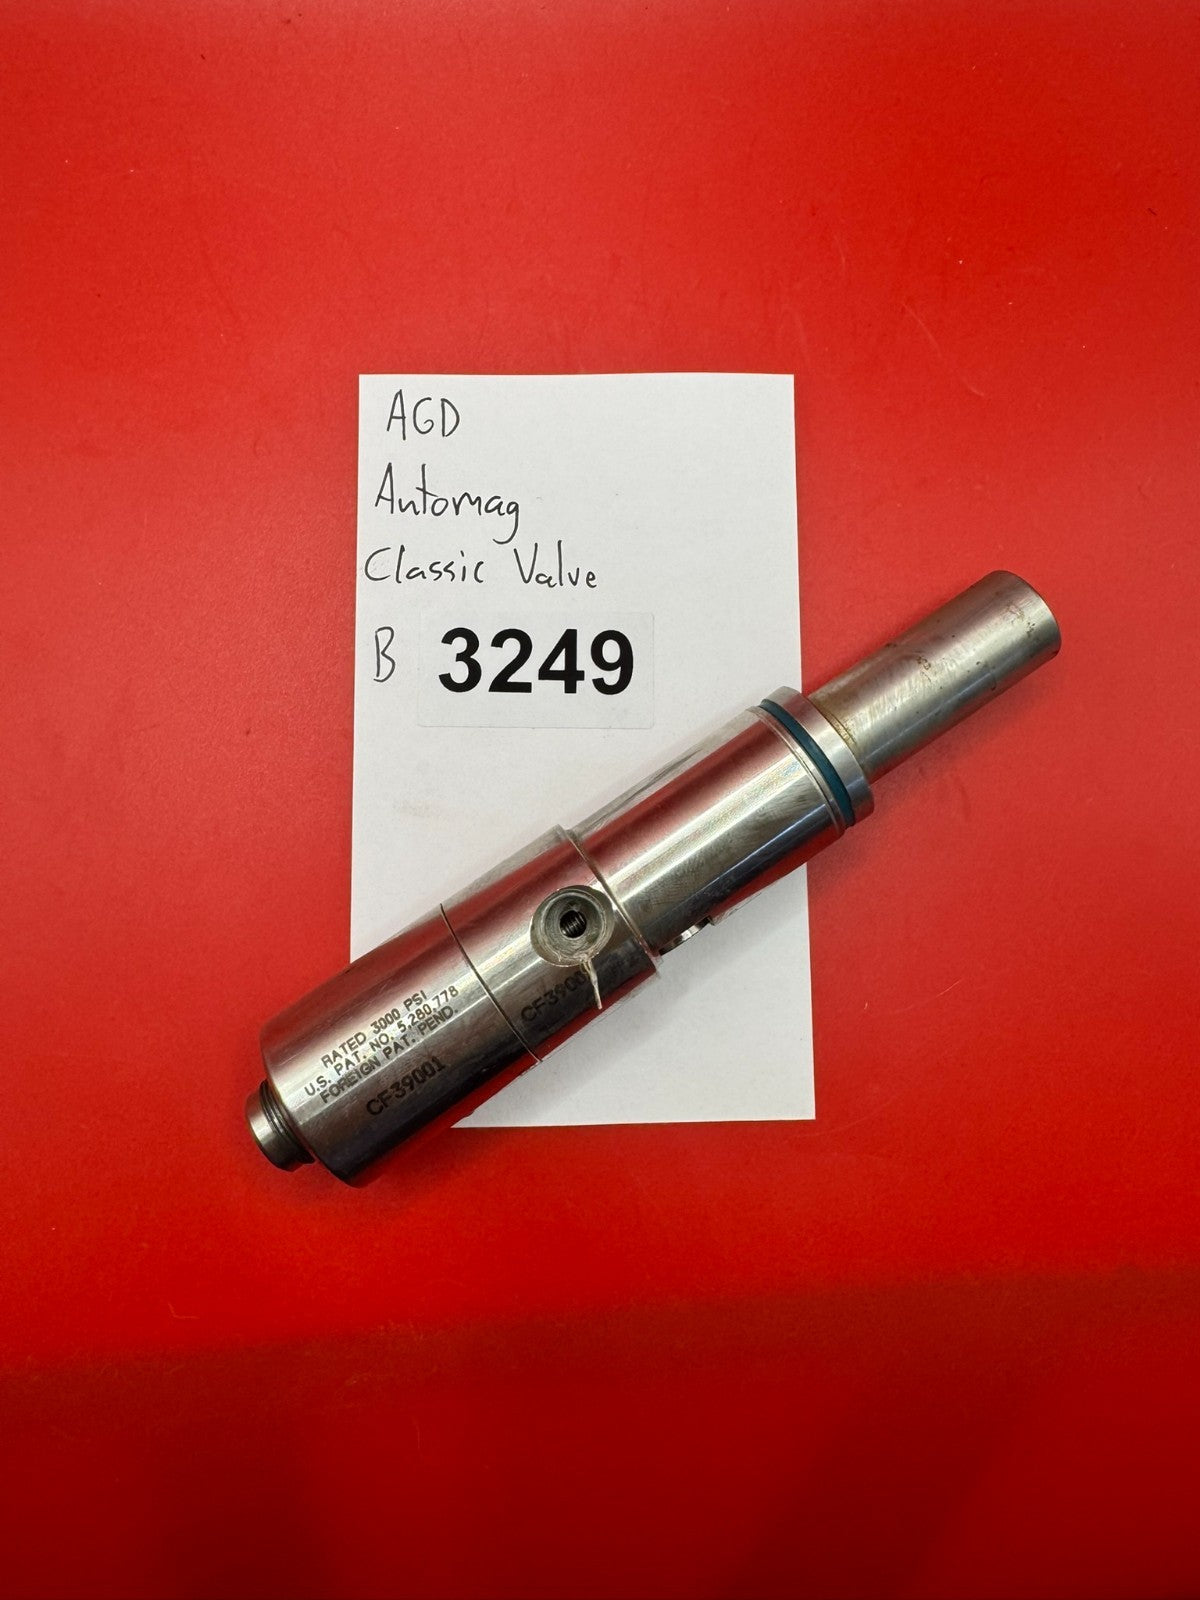 AGD
Automag
Classic Valve
B 3249
RATED 3000 PSI
U.S. PAT. NO. 5,280,778
FOREIGN PAT. PEND.
CF39001